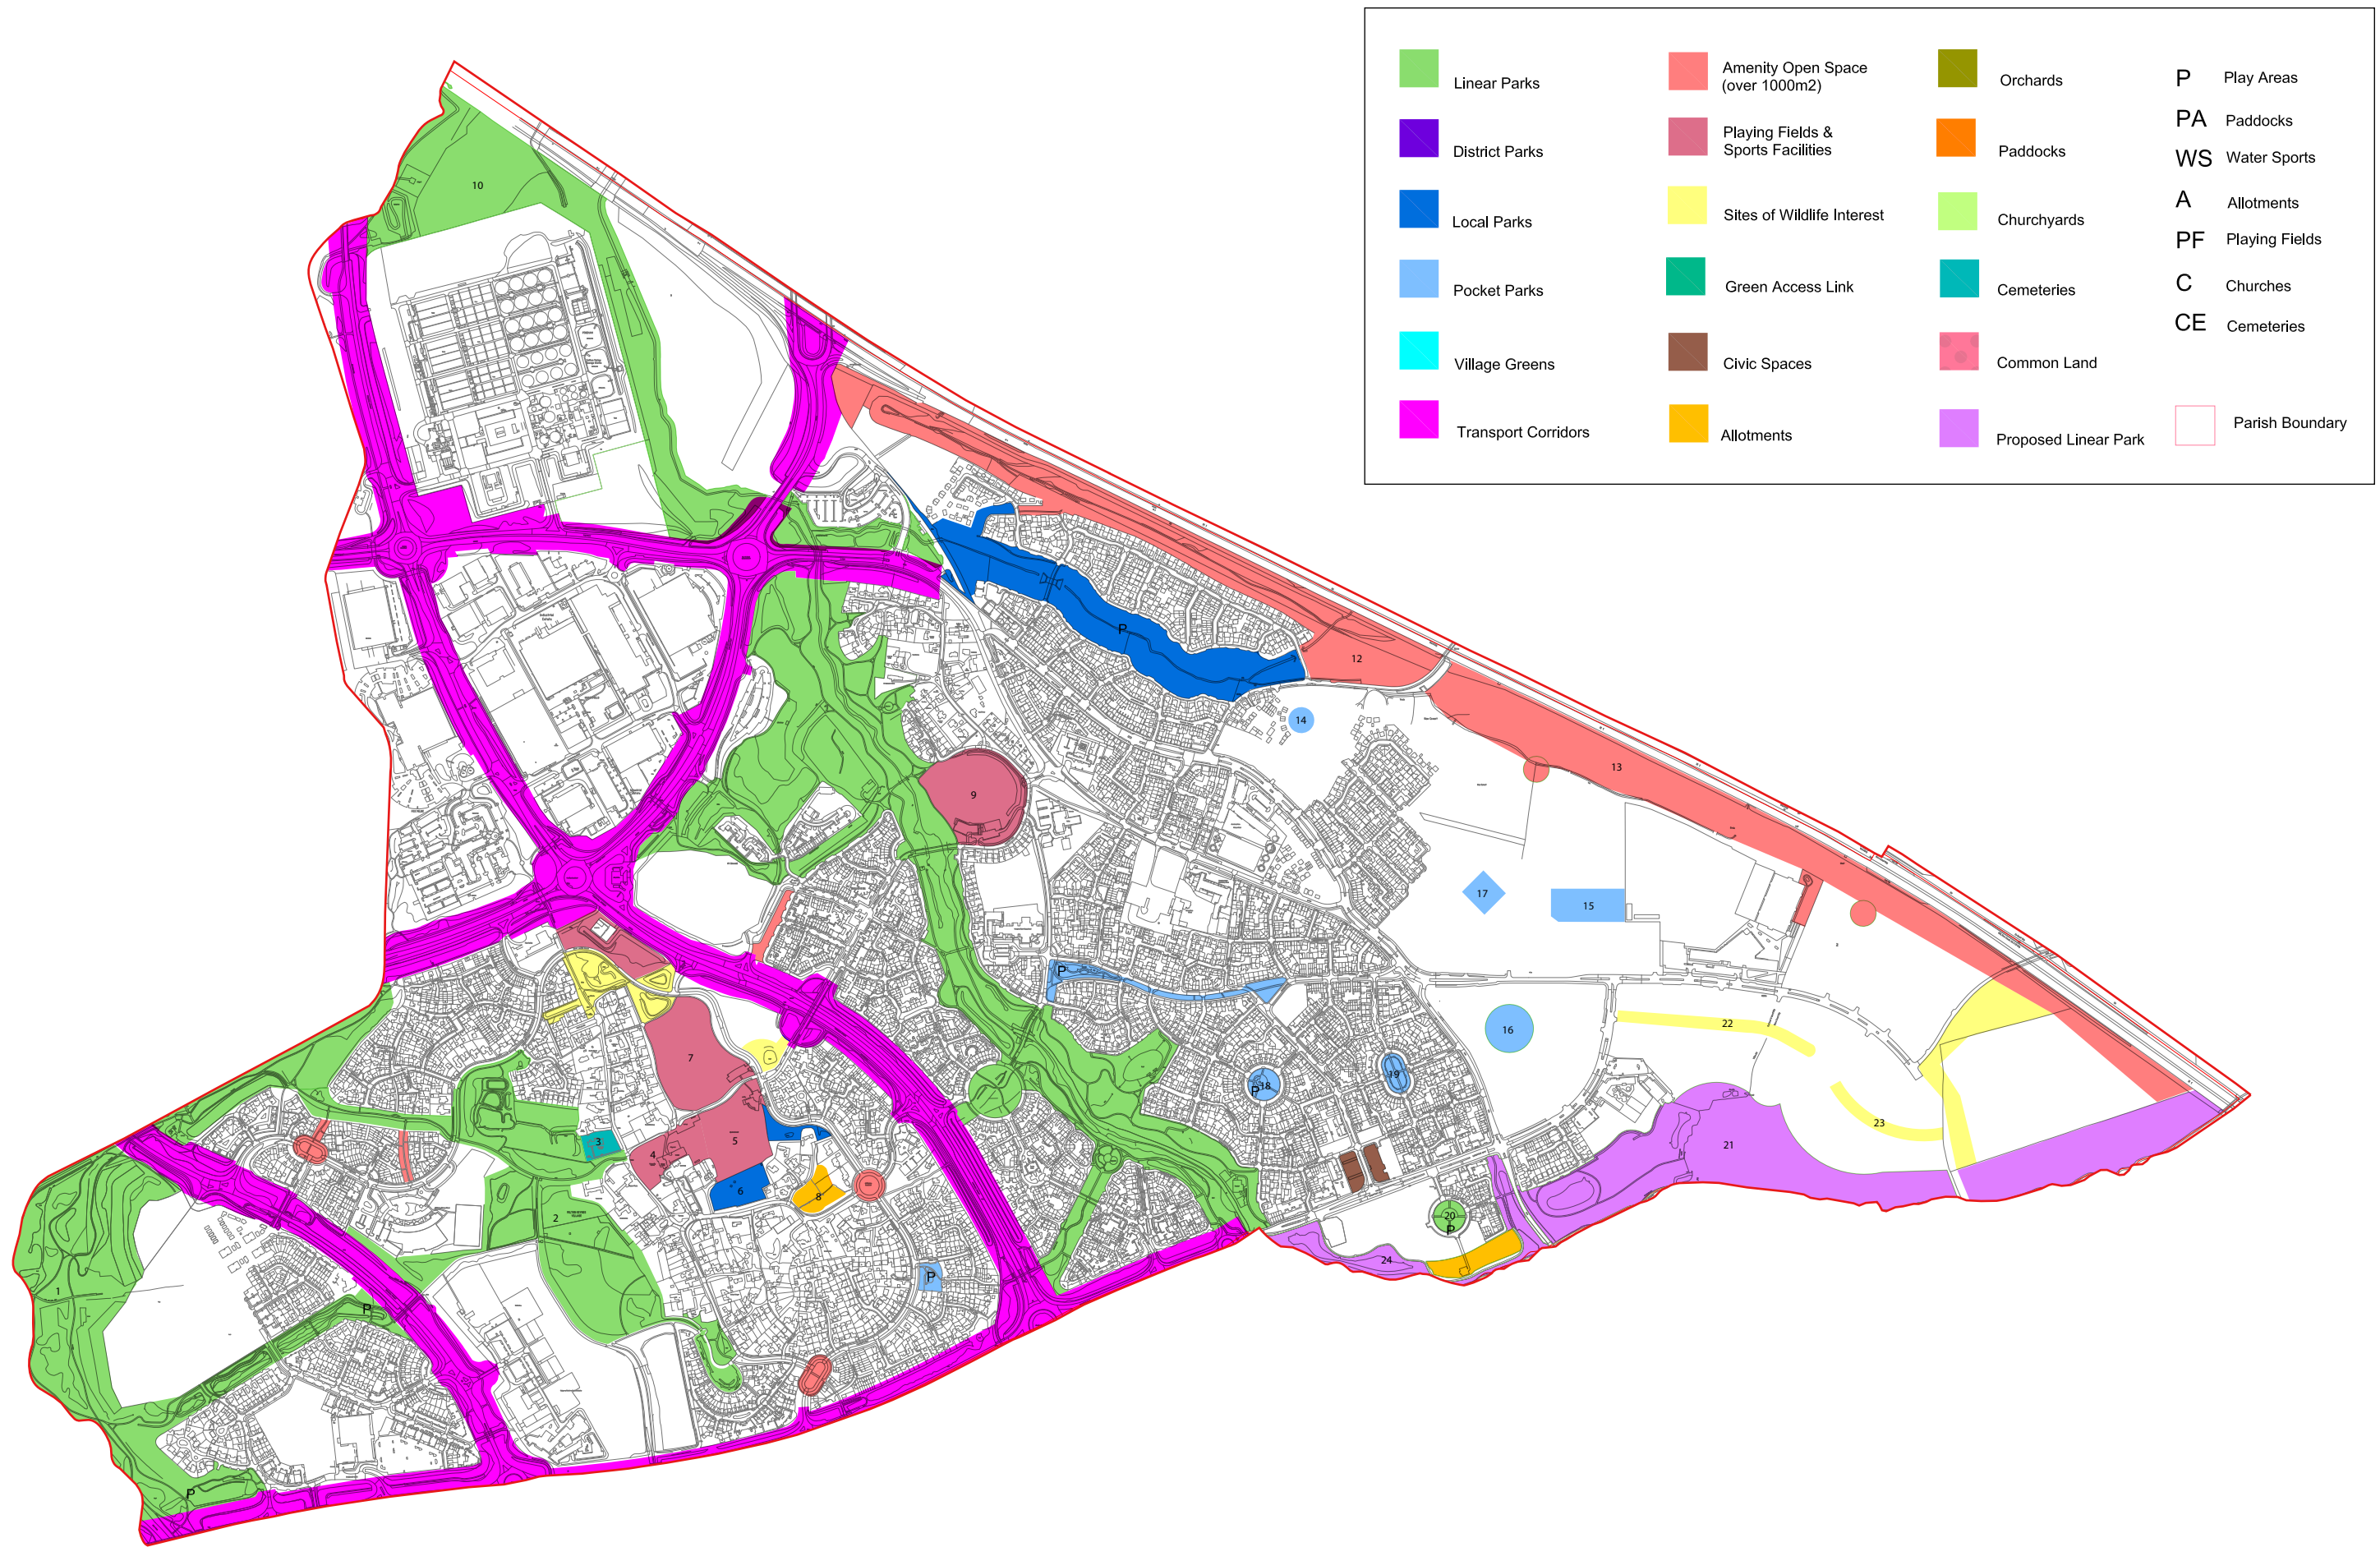 Linear Parks
District Parks
Local Parks
Pocket Parks
Village Greens
Transport Corridors
Amenity Open Space
(over 1000m2)
Playing Fields &
Sports Facilities
Sites of Wildlife Interest
Green Access Link
Civic Spaces
Allotments
Orchards
Paddocks
Churchyards
Cemeteries
Common Land
Proposed Linear Park
P Play Areas
PA Paddocks
WS Water Sports
A Allotments
PF Playing Fields
C Churches
CE Cemeteries
Parish Boundary
10
P
12
14
13
9
17
15
P
16
22
7
P
18
19
3
5
4
23
21
6
8
2
20
P
24
1
P
P
P